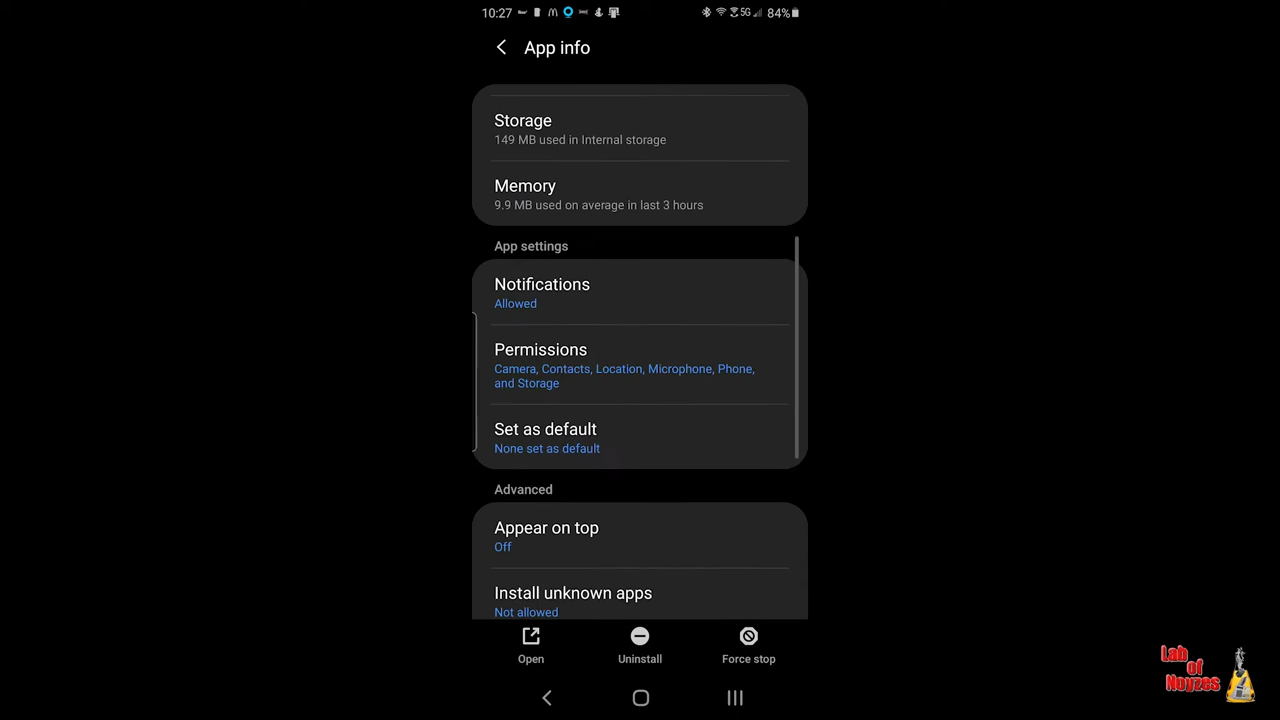 10:27
5G 84%
App info
Storage
149 MB used in Internal storage
Memory
9.9 MB used on average in last 3 hours
App settings
Notifications
Allowed
Permissions
Camera, Contacts, Location, Microphone, Phone,
and Storage
Set as default
None set as default
Advanced
Appear on top
Off
Install unknown apps
Not allowed
Open
Uninstall
Force stop
Lab
of
Noyzes